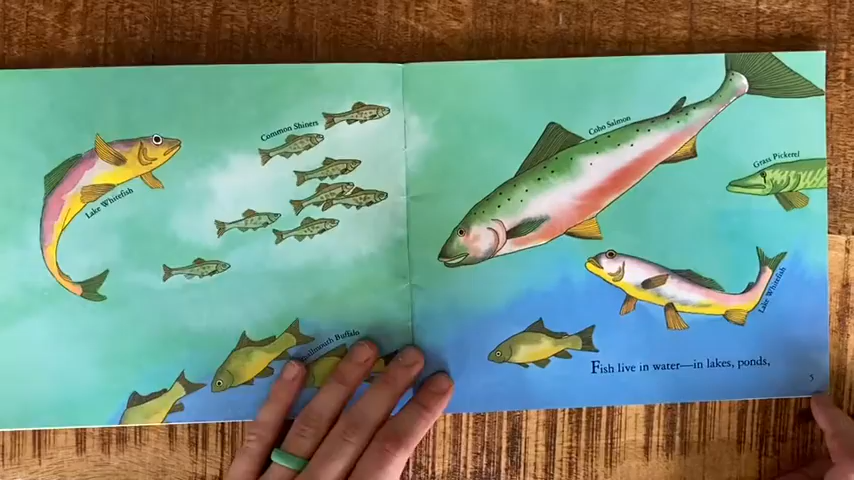 Common Shiners
Lake Whitefish
Smallmouth Buffalo
Coho Salmon
Grass Pickerel
Lake Whitefish
Fish live in water—in lakes, ponds,
5